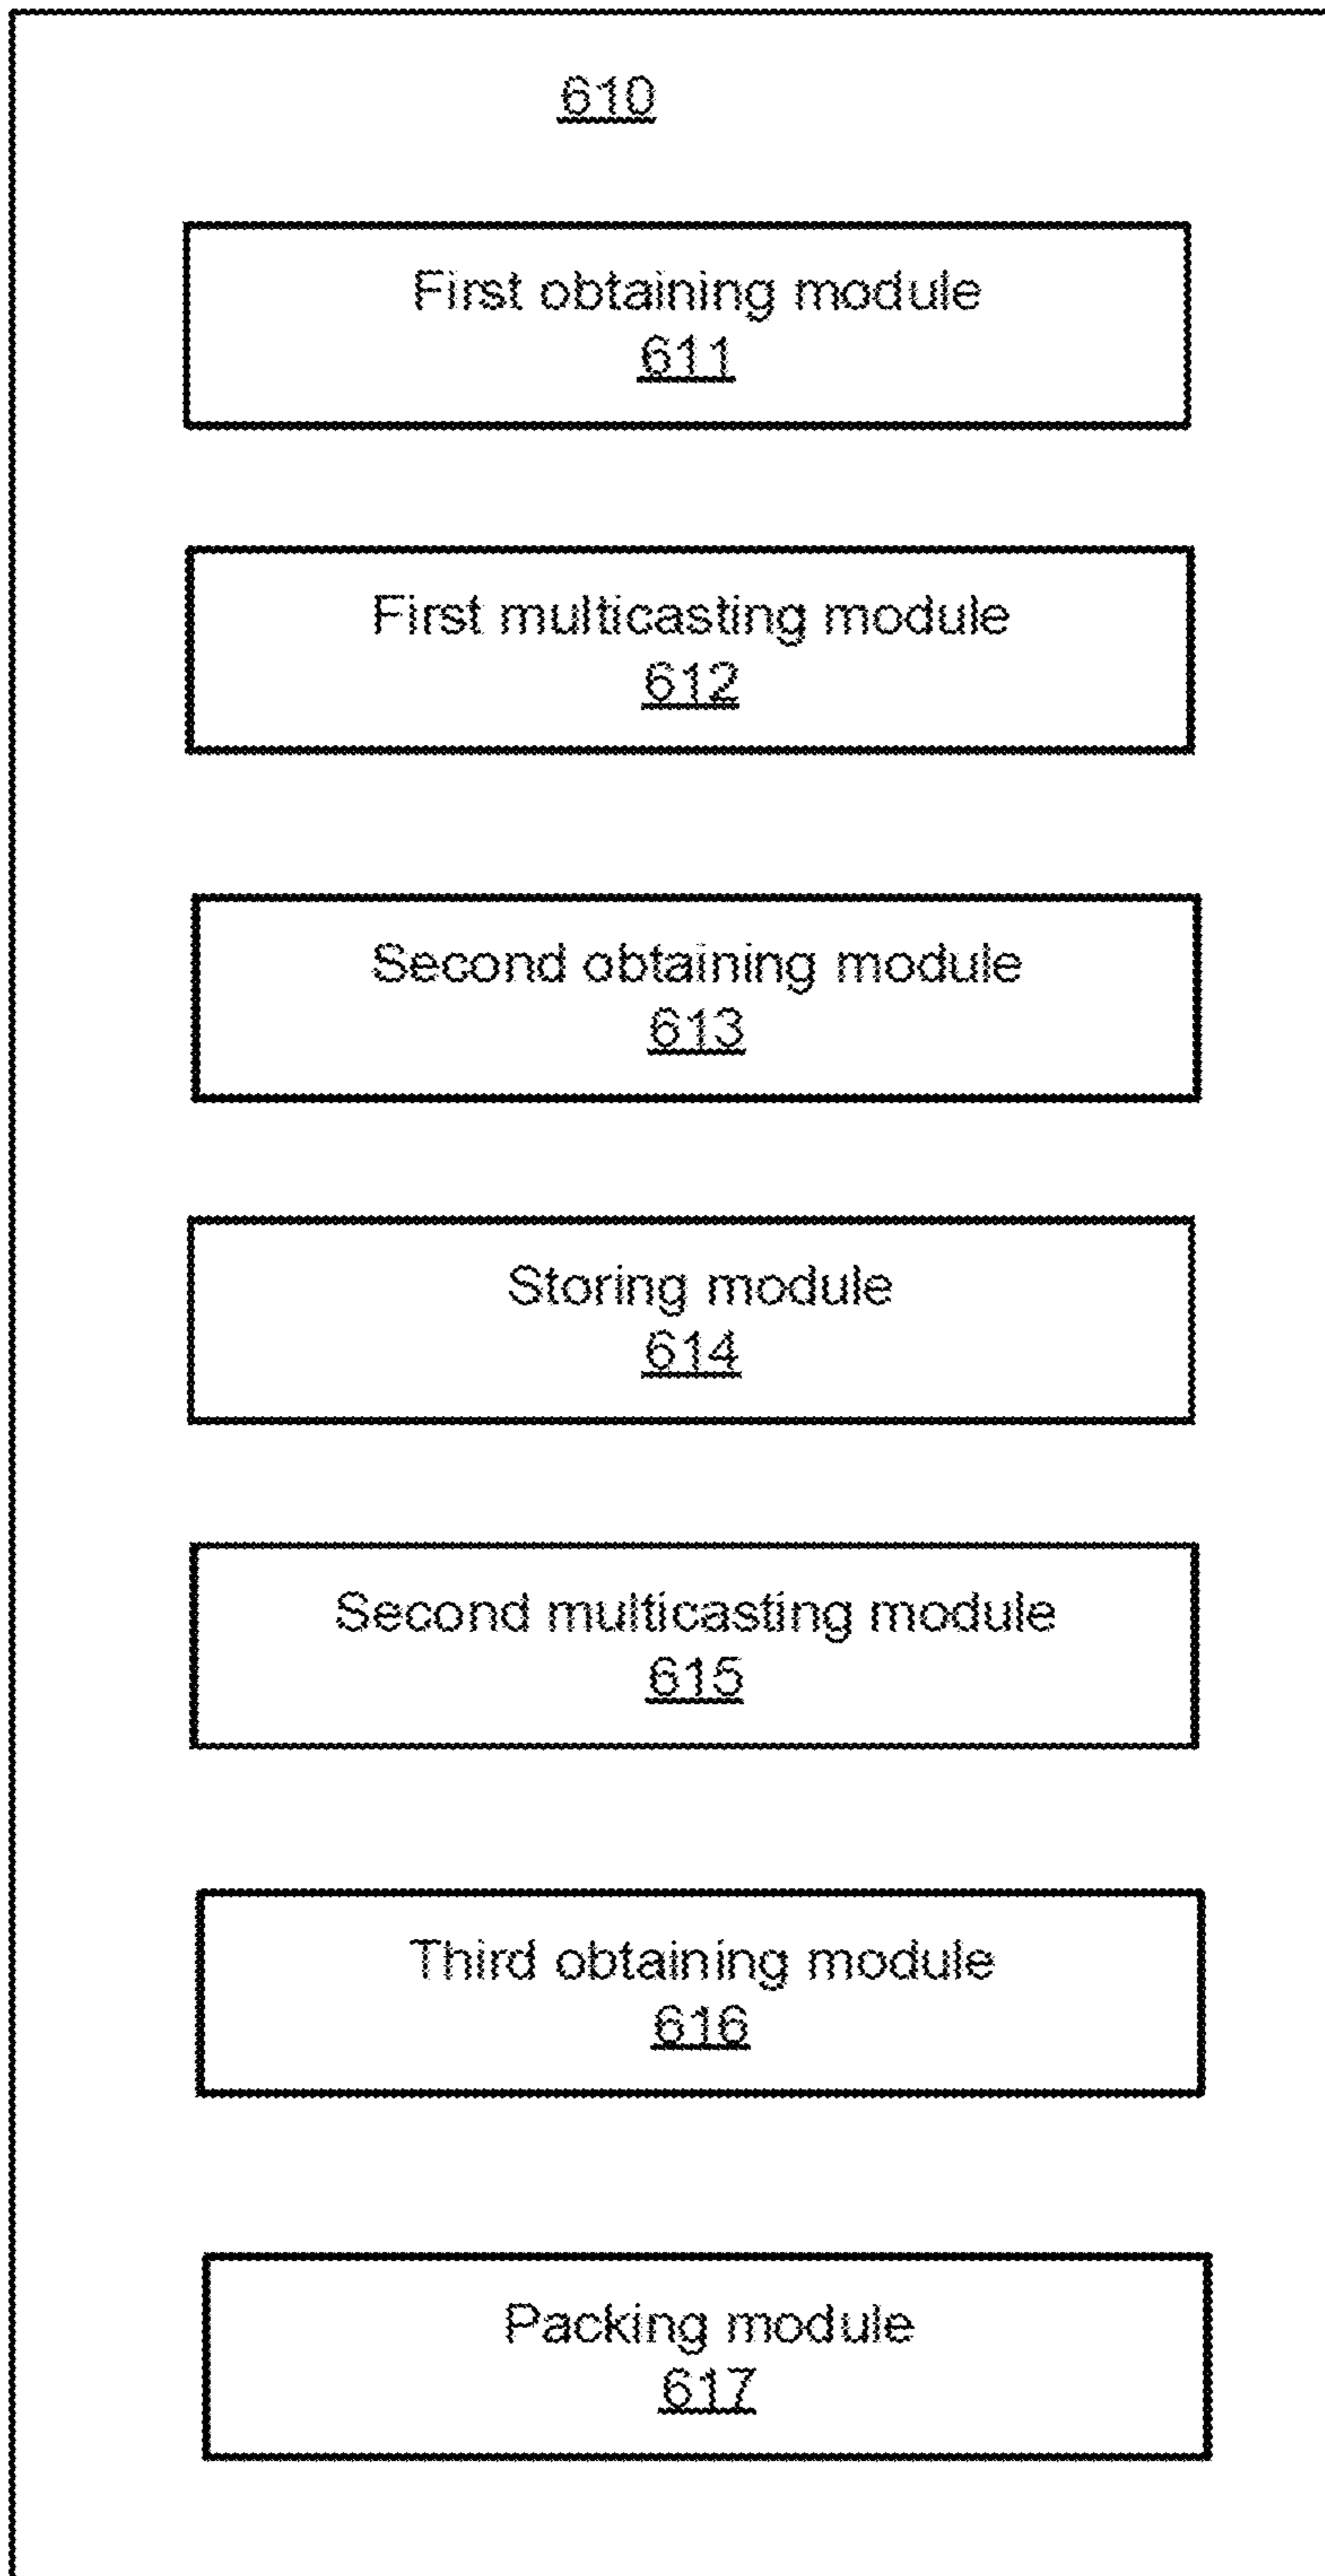 610
First obtaining module
611
First multicasting module
612
Second obtaining module
613
Storing module
614
Second multicasting module
615
Third obtaining module
616
Packing module
617